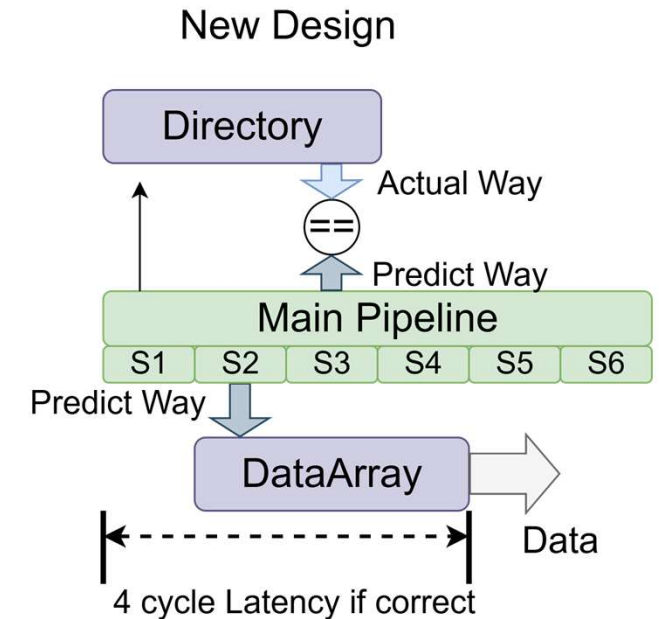 New Design
Directory
Actual Way
==
Predict Way
Main Pipeline
S1 S2 S3 S4 S5 S6
Predict Way
DataArray
Data
4 cycle Latency if correct